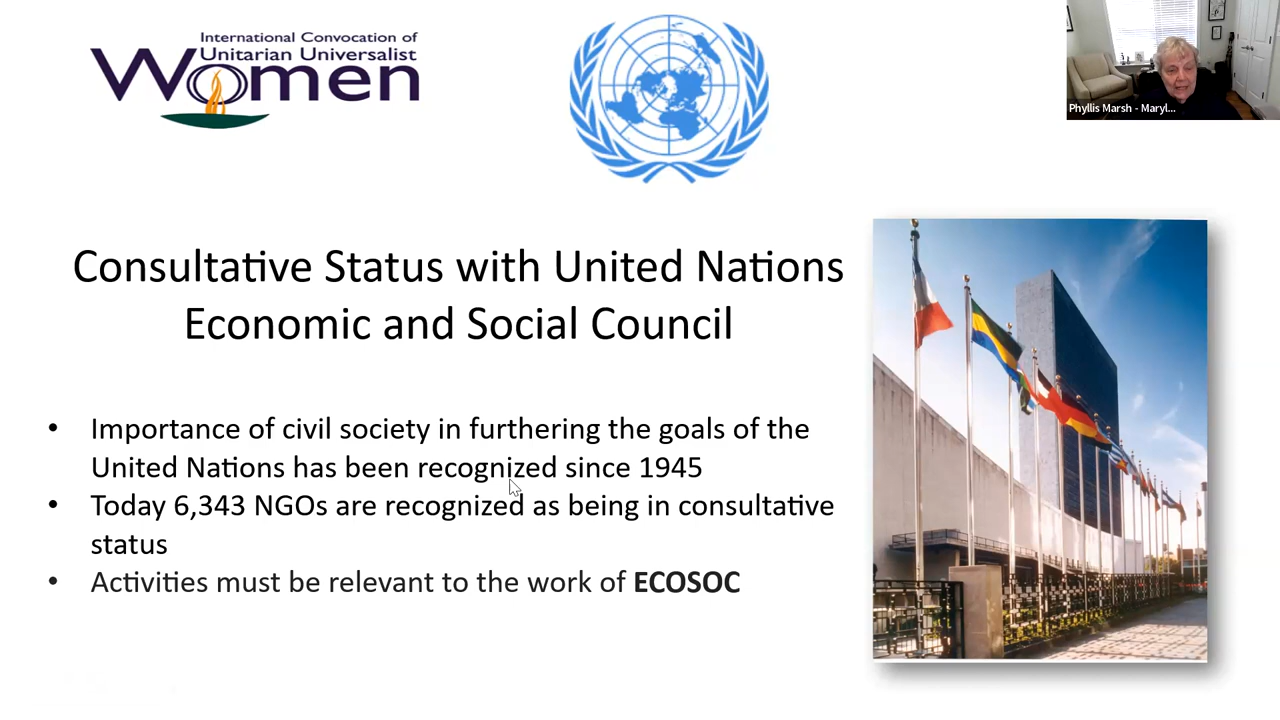 International Convocation of
Unitarian Universalist
Women
Phyllis Marsh - Maryl...
Consultative Status with United Nations
Economic and Social Council
• Importance of civil society in furthering the goals of the
United Nations has been recognized since 1945
• Today 6,343 NGOs are recognized as being in consultative
status
• Activities must be relevant to the work of ECOSOC